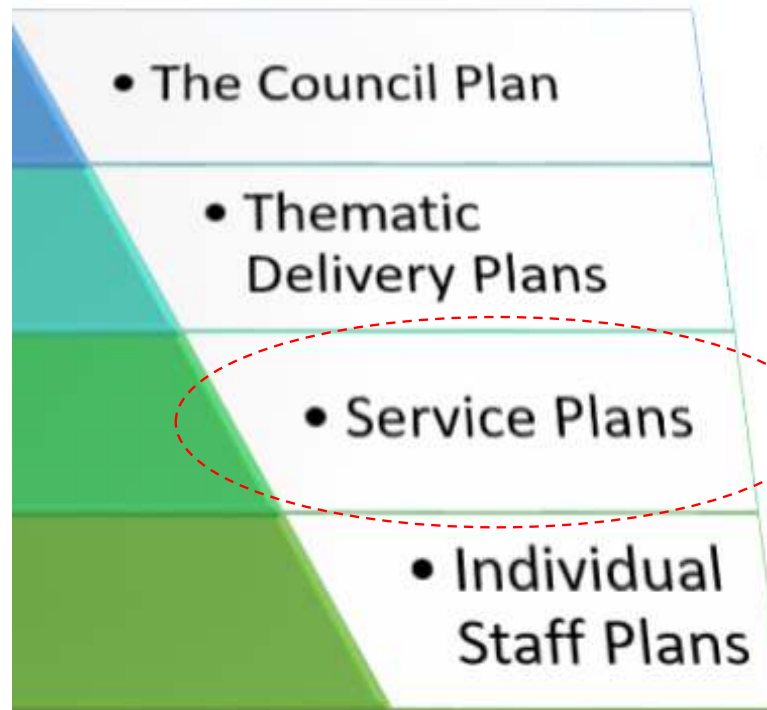 • The Council Plan
• Thematic
Delivery Plans
• Service Plans
• Individual
Staff Plans